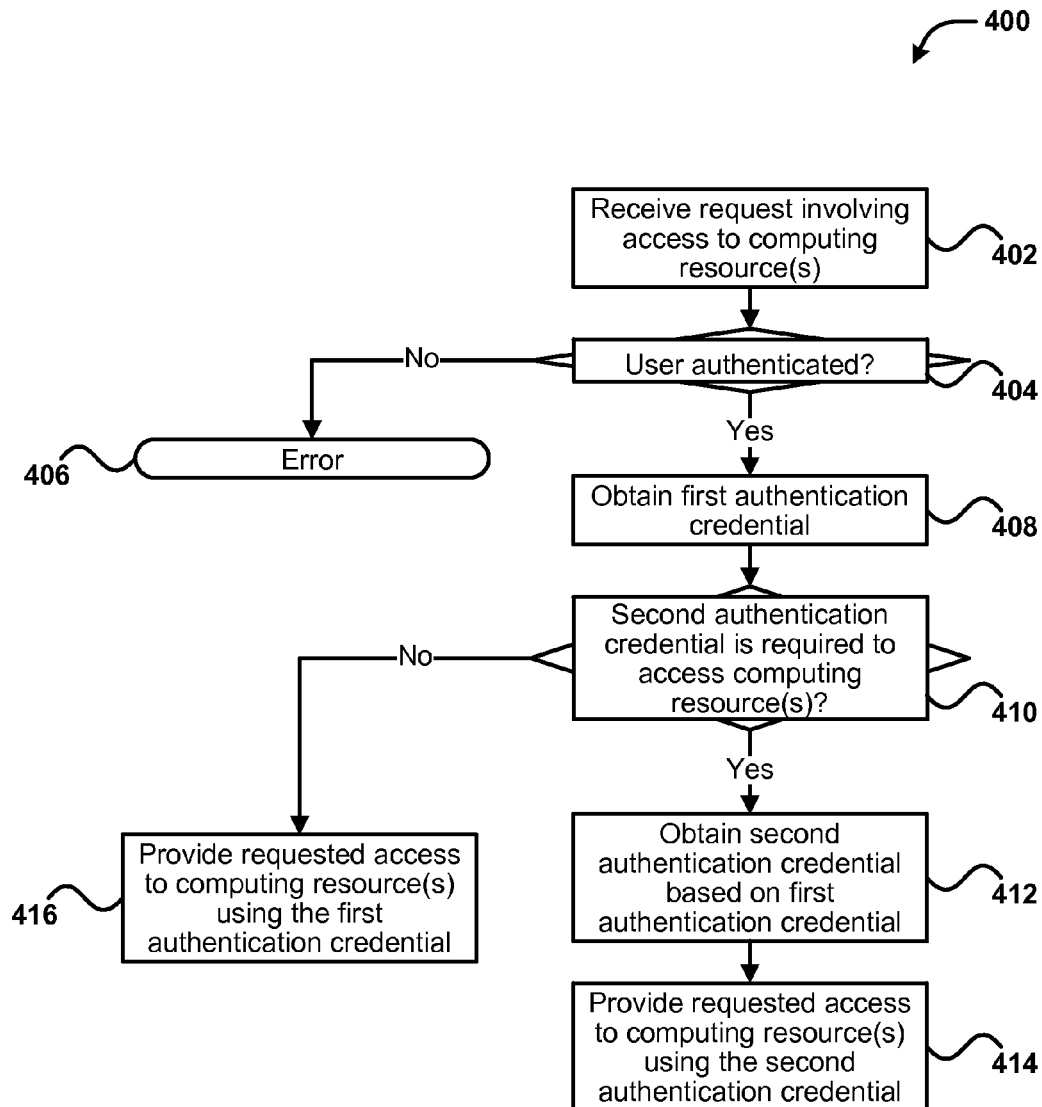 400
Receive request involving
access to computing
resource(s)
402
No
User authenticated?
404
Yes
406
Error
Obtain first authentication
credential
408
Second authentication
credential is required to
access computing
resource(s)?
No
410
Yes
Provide requested access
to computing resource(s)
using the first
authentication credential
416
Obtain second
authentication credential
based on first
authentication credential
412
Provide requested access
to computing resource(s)
using the second
authentication credential
414